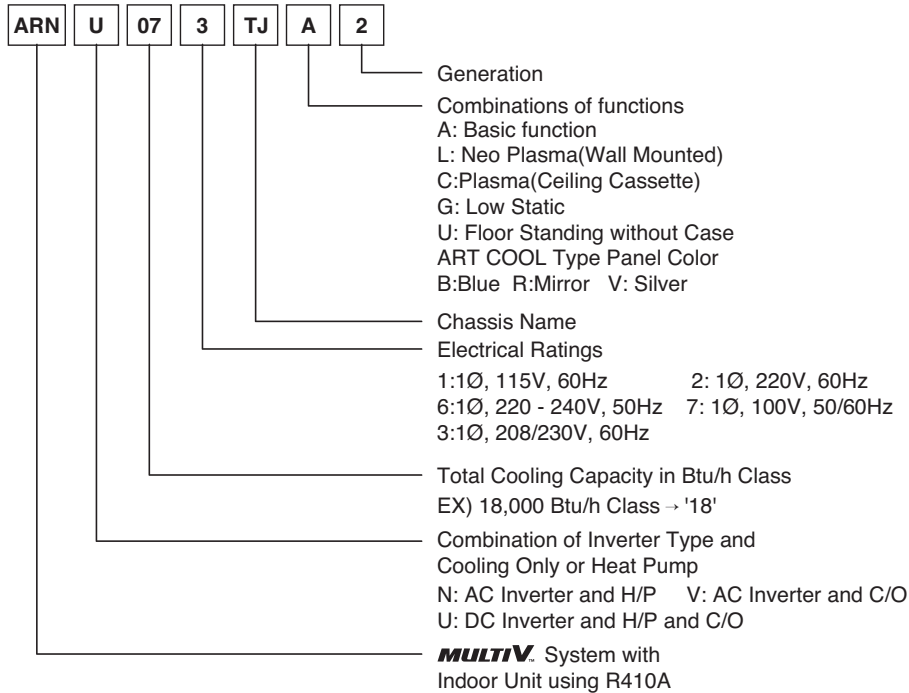 ARN U 07 3 TJ A 2
Generation
Combinations of functions
A: Basic function
L: Neo Plasma(Wall Mounted)
C:Plasma(Ceiling Cassette)
G: Low Static
U: Floor Standing without Case
ART COOL Type Panel Color
B:Blue R:Mirror V: Silver
Chassis Name
Electrical Ratings
1:1Ø, 115V, 60Hz 2: 1Ø, 220V, 60Hz
6:1Ø, 220 - 240V, 50Hz 7: 1Ø, 100V, 50/60Hz
3:1Ø, 208/230V, 60Hz
Total Cooling Capacity in Btu/h Class
EX) 18,000 Btu/h Class → '18'
Combination of Inverter Type and
Cooling Only or Heat Pump
N: AC Inverter and H/P V: AC Inverter and C/O
U: DC Inverter and H/P and C/O
MULTI V™ System with
Indoor Unit using R410A